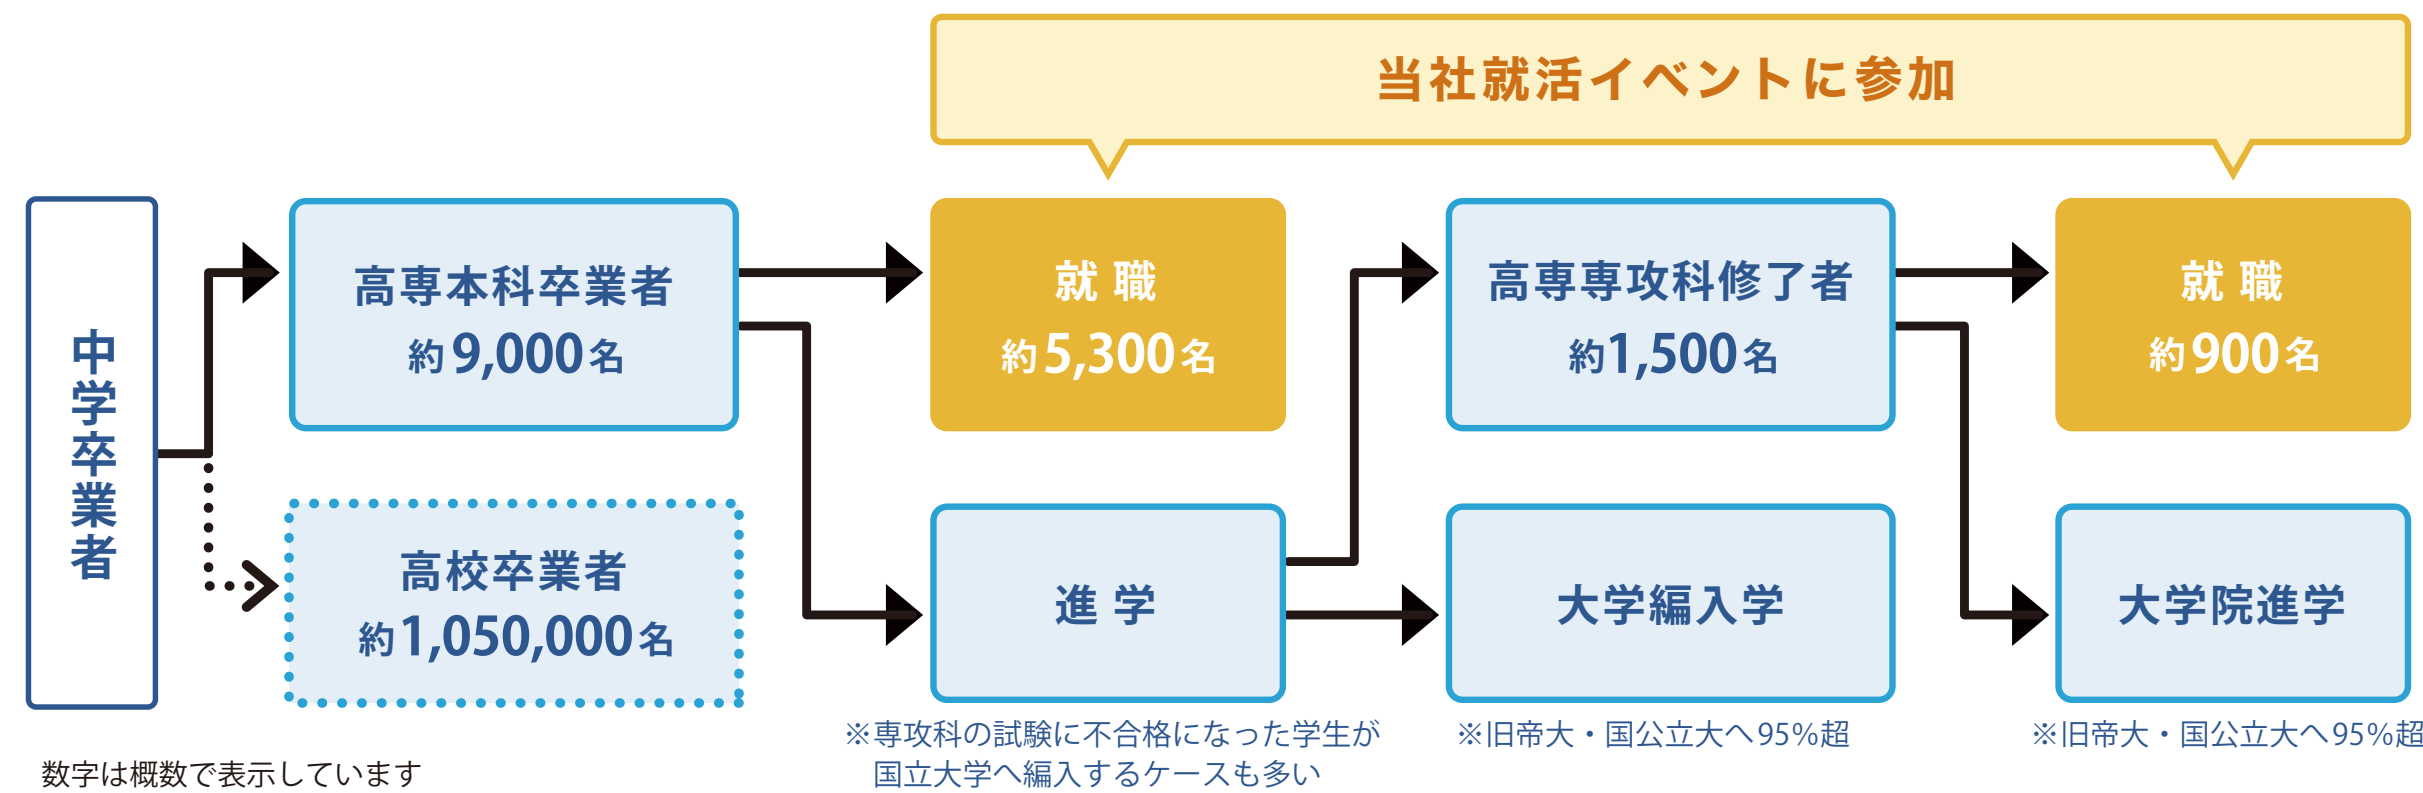 当社就活イベントに参加
中学卒業者
高専本科卒業者
約9,000名
就職
約5,300名
高専専攻科修了者
約1,500名
就職
約900名
高校卒業者
約1,050,000名
進学
大学編入学
大学院進学
※専攻科の試験に不合格になった学生が
国立大学へ編入するケースも多い
※旧帝大・国公立大へ95%超
※旧帝大・国公立大へ95%超
数字は概数で表示しています